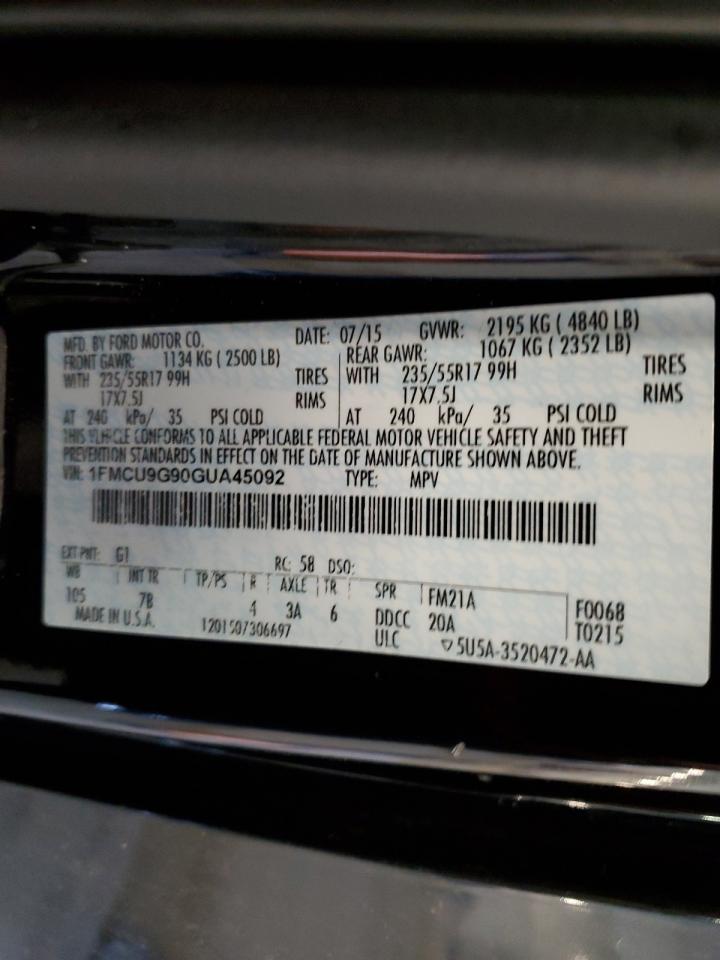 MFD. BY FORD MOTOR CO. DATE: 07/15 GVWR: 2195 KG ( 4840 LB)
FRONT GAWR: 1134 KG ( 2500 LB) REAR GAWR: 1067 KG ( 2352 LB)
WITH 235/55R17 99H TIRES WITH 235/55R17 99H TIRES
17X7.5J RIMS 17X7.5J RIMS
AT 240 kPa/ 35 PSI COLD AT 240 kPa/ 35 PSI COLD
THIS VEHICLE CONFORMS TO ALL APPLICABLE FEDERAL MOTOR VEHICLE SAFETY AND THEFT
PREVENTION STANDARDS IN EFFECT ON THE DATE OF MANUFACTURE SHOWN ABOVE.
VIN: 1FMCU9G90GUA45092 TYPE: MPV
EXT PNT: G1 RC: 58 DSO:
WB INT TR TP/PS R AXLE TR SPR FM21A F0068
105 7B 4 3A 6 DDCC 20A T0215
MADE IN U.S.A. 1201507306697 ULC ▽5U5A-3520472-AA